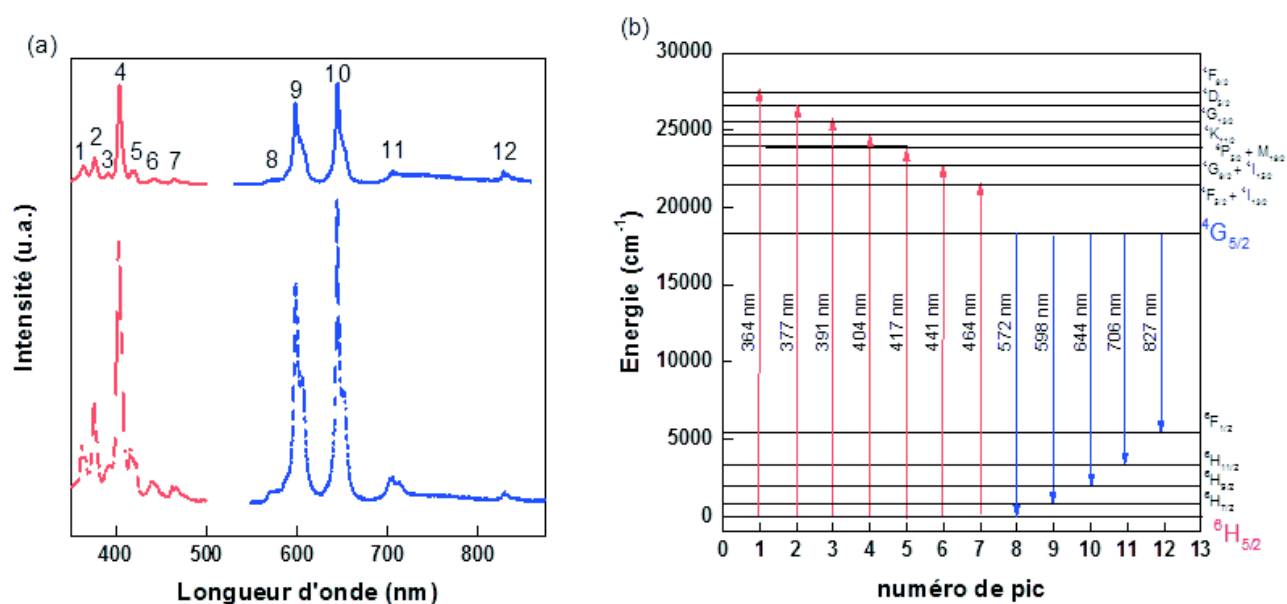 (a)
4
10
9
2
1
3
5
6
7
8
11
12
Intensité (u.a.)
400 500 600 700 800
Longueur d'onde (nm)
(b)
30000
25000
20000
15000
10000
5000
0
Energie (cm⁻¹)
364 nm
377 nm
391 nm
404 nm
417 nm
441 nm
464 nm
572 nm
598 nm
644 nm
706 nm
827 nm
⁴G₅/₂
⁶F₁/₂
⁶H₁₁/₂
⁶H₉/₂
⁶H₇/₂
⁶H₅/₂
0 1 2 3 4 5 6 7 8 9 10 11 12 13
numéro de pic